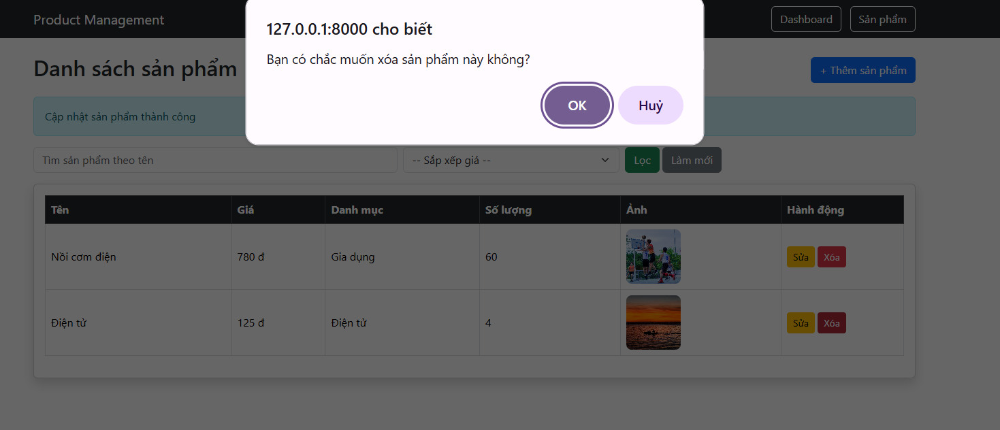 Product Management
Dashboard
Sản phẩm
127.0.0.1:8000 cho biết
Bạn có chắc muốn xóa sản phẩm này không?
OK
Huỷ
Danh sách sản phẩm
+ Thêm sản phẩm
Cập nhật sản phẩm thành công
Tìm sản phẩm theo tên
-- Sắp xếp giá --
Lọc
Làm mới
Tên Giá Danh mục Số lượng Ảnh Hành động
Nồi cơm điện 780 đ Gia dụng 60 Sửa Xóa
Điện tử 125 đ Điện tử 4 Sửa Xóa